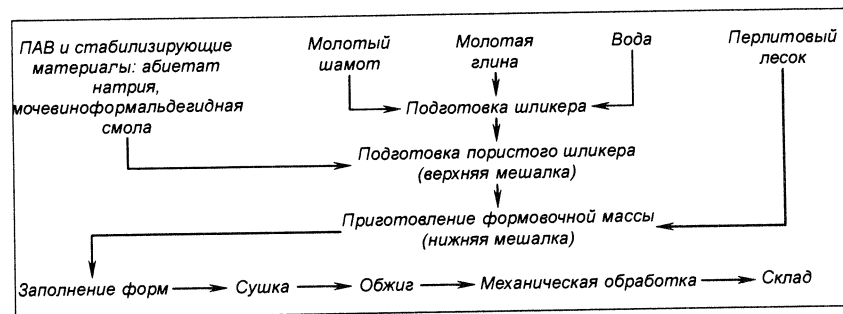 ПАВ и стабилизирующие
материалы: абиетат
натрия,
мочевиноформальдегидная
смола
Молотый
шамот
Молотая
глина
Вода
Перлитовый
лесок
Подготовка шликера
Подготовка пористого шликера
(верхняя мешалка)
Приготовление формовочной массы
(нижняя мешалка)
Заполнение форм
Сушка
Обжиг
Механическая обработка
Склад